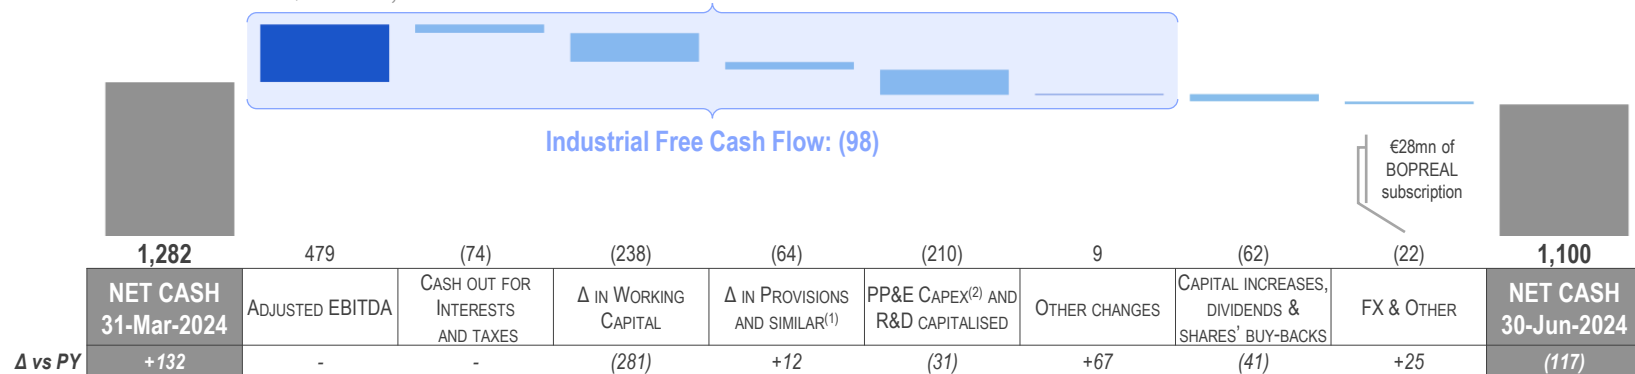 Industrial Free Cash Flow: (98)
€28mn of
BOPREAL
subscription
1,282 479 (74) (238) (64) (210) 9 (62) (22) 1,100
NET CASH
31-Mar-2024
ADJUSTED EBITDA
CASH OUT FOR
INTERESTS
AND TAXES
Δ IN WORKING
CAPITAL
Δ IN PROVISIONS
AND SIMILAR(1)
PP&E CAPEX(2) AND
R&D CAPITALISED
OTHER CHANGES
CAPITAL INCREASES,
DIVIDENDS &
SHARES' BUY-BACKS
FX & OTHER
NET CASH
30-Jun-2024
Δ vs PY +132 - - (281) +12 (31) +67 (41) +25 (117)